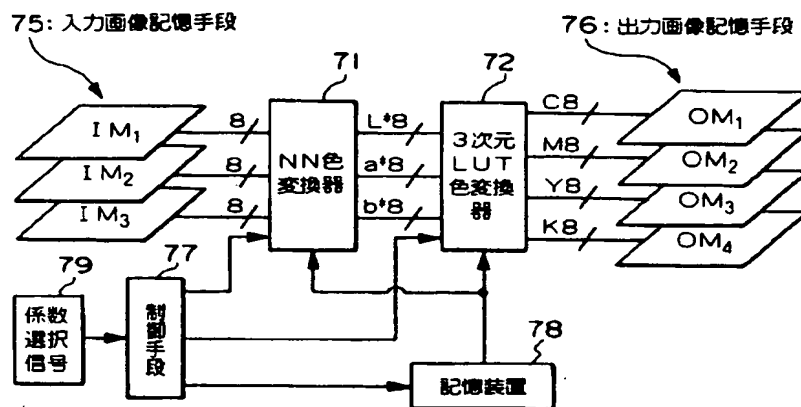 75:入力画像記憶手段
76:出力画像記憶手段
71
72
IM1
IM2
IM3
8
8
8
NN色
変換器
L*8
a*8
b*8
3次元
LUT
色変換
器
C8
M8
Y8
K8
OM1
OM2
OM3
OM4
79
係数
選択
信号
77
制御手段
78
記憶装置